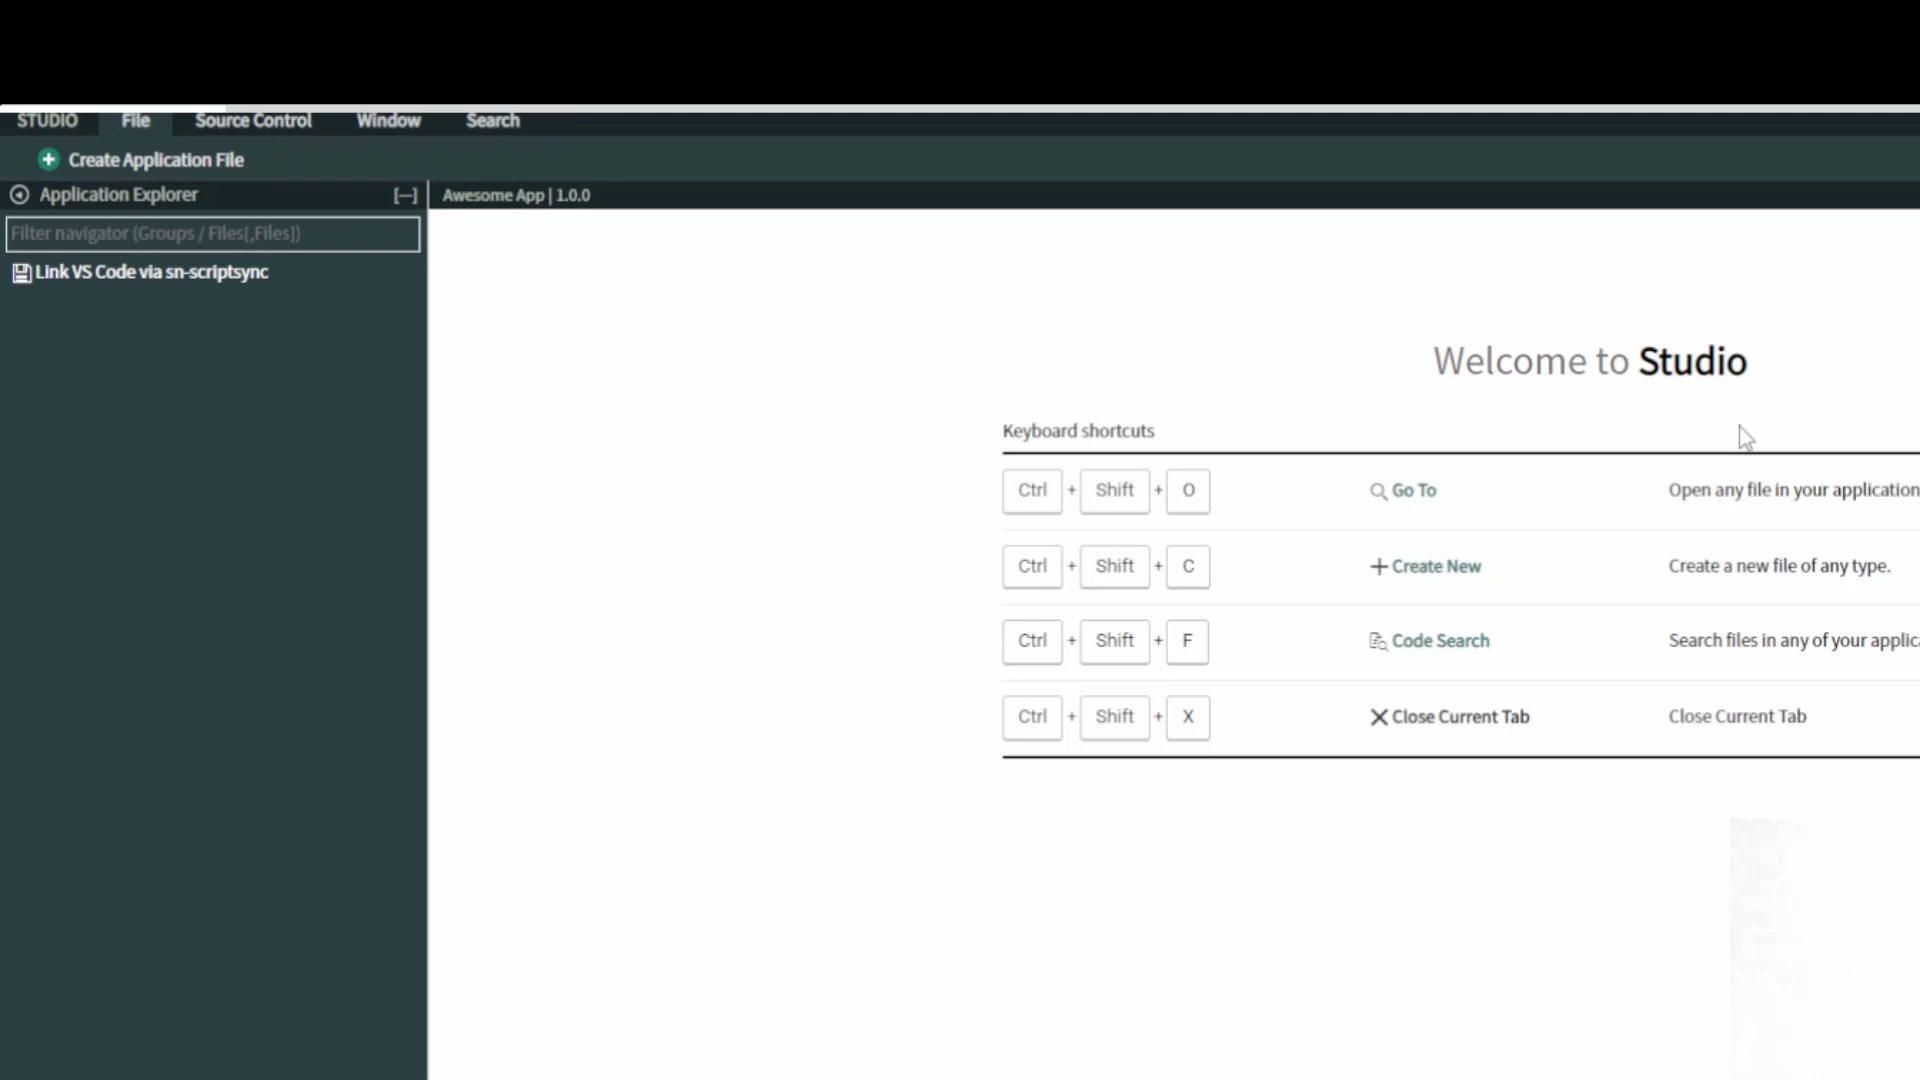 STUDIO File Source Control Window Search
Create Application File
Application Explorer [—] Awesome App | 1.0.0
Filter navigator (Groups / Files[,Files])
Link VS Code via sn-scriptsync
Welcome to Studio
Keyboard shortcuts
Ctrl + Shift + O Go To Open any file in your application
Ctrl + Shift + C Create New Create a new file of any type.
Ctrl + Shift + F Code Search Search files in any of your applic
Ctrl + Shift + X Close Current Tab Close Current Tab